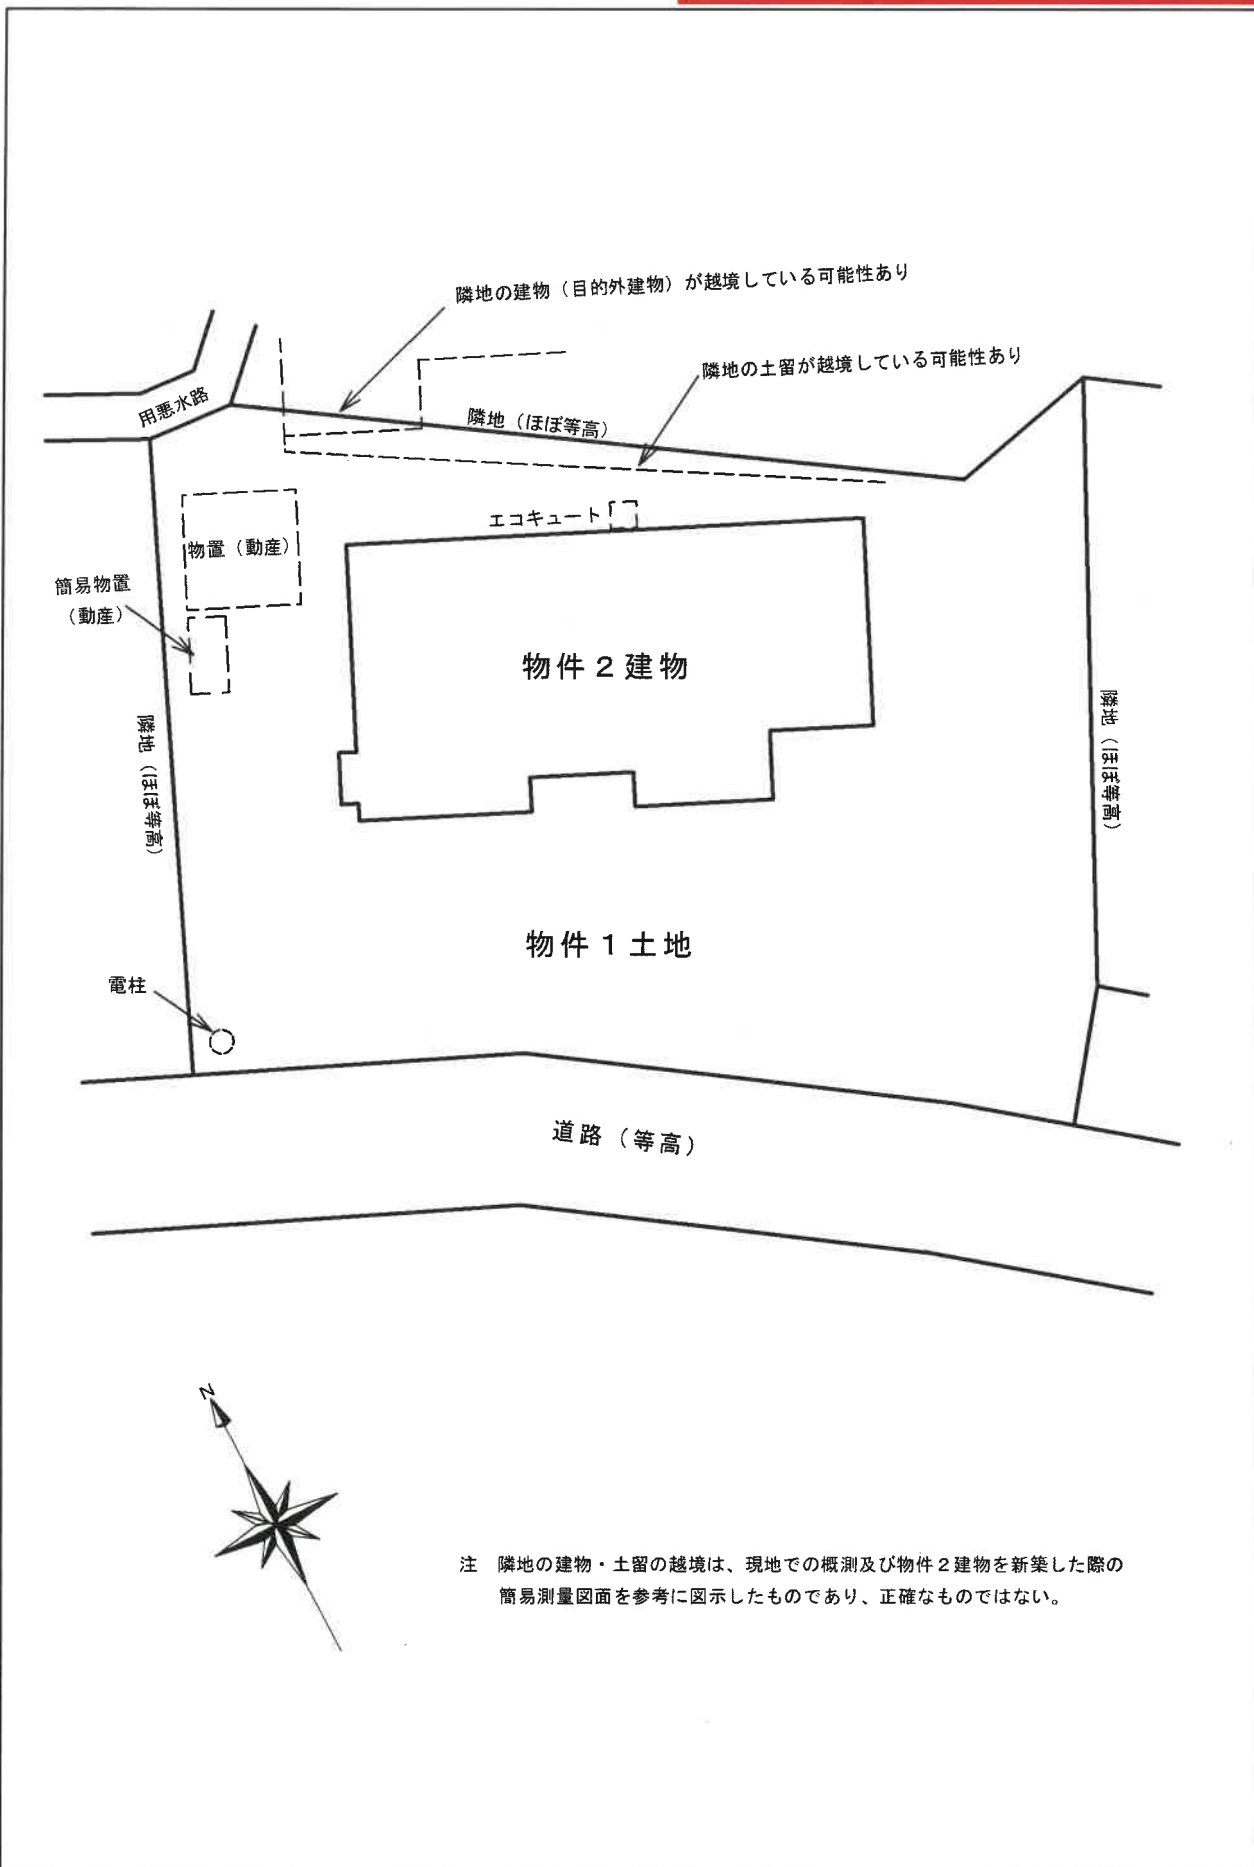 隣地の建物（目的外建物）が越境している可能性あり
隣地の土留が越境している可能性あり
用悪水路
隣地（ほぼ等高）
エコキュート
物置（動産）
簡易物置
（動産）
物件２建物
隣地（ほぼ等高）
隣地（ほぼ等高）
物件１土地
電柱
道路（等高）
N
注　隣地の建物・土留の越境は、現地での概測及び物件２建物を新築した際の
簡易測量図面を参考に図示したものであり、正確なものではない。